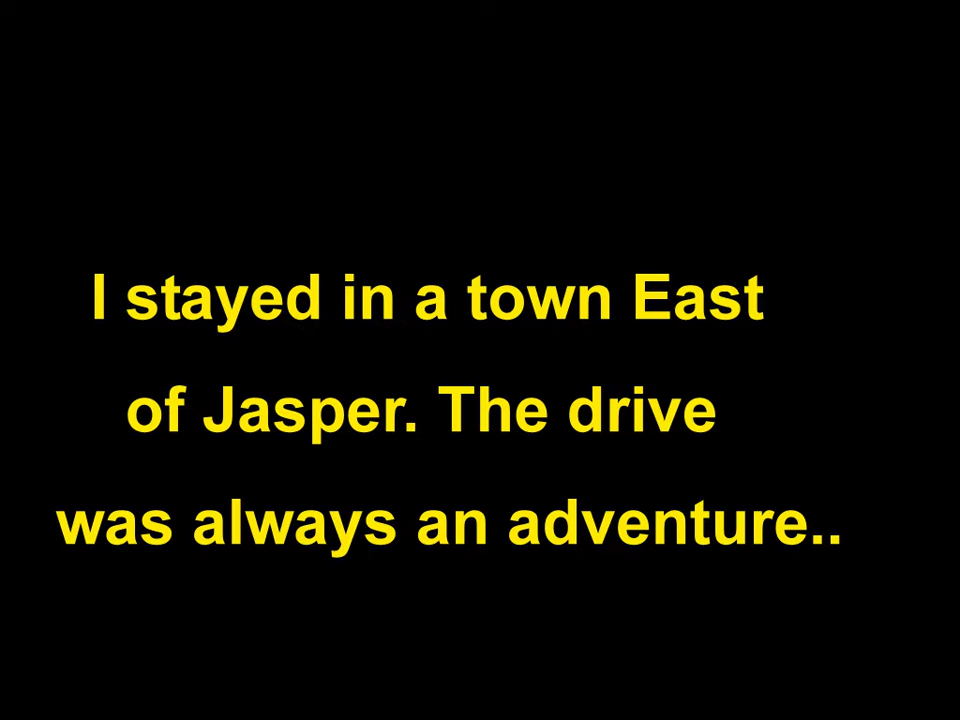 I stayed in a town East
of Jasper. The drive
was always an adventure..